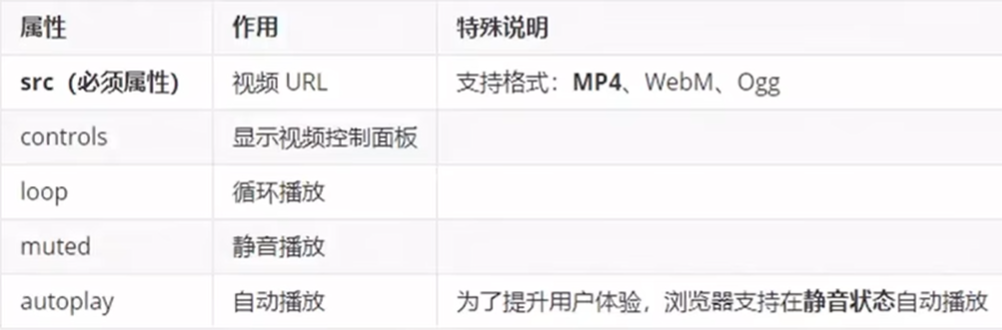 属性 作用 特殊说明
src（必须属性） 视频 URL 支持格式：MP4、WebM、Ogg
controls 显示视频控制面板
loop 循环播放
muted 静音播放
autoplay 自动播放 为了提升用户体验，浏览器支持在静音状态自动播放